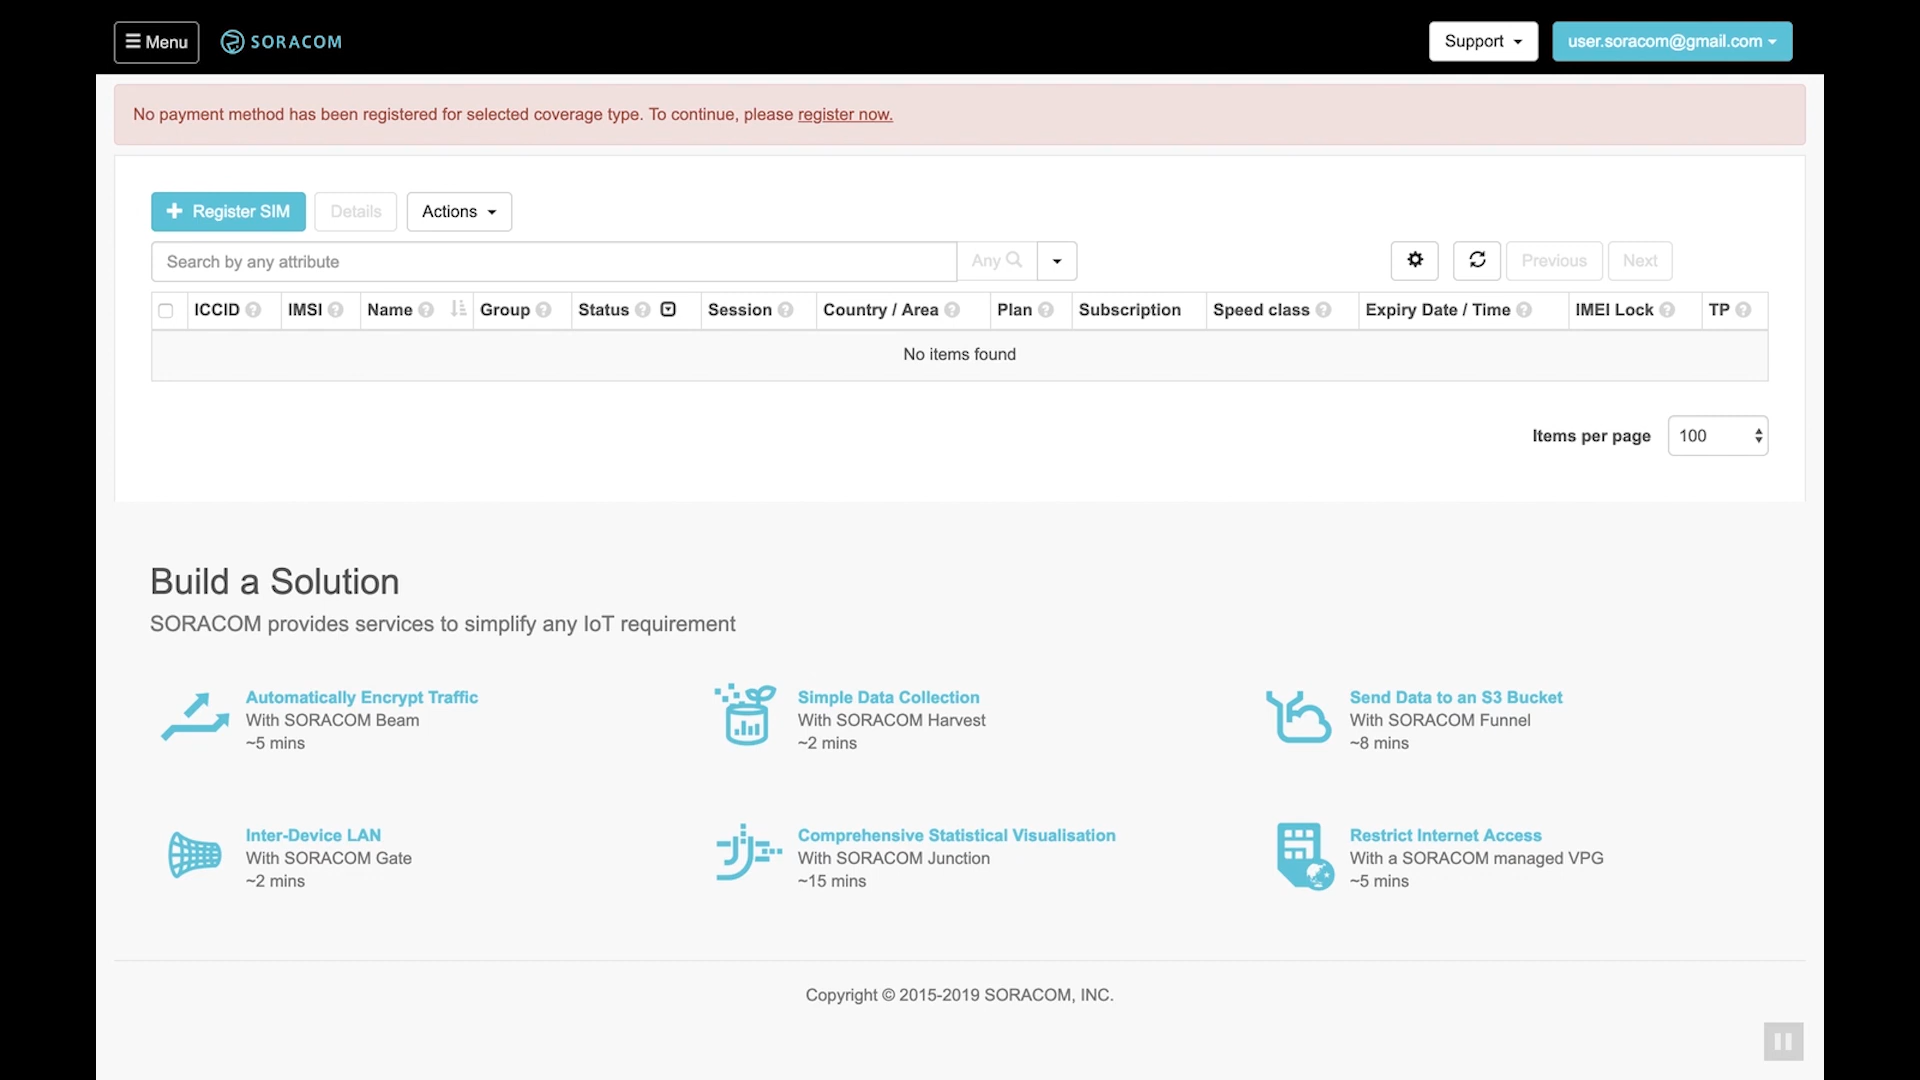 Menu SORACOM Support user.soracom@gmail.com
No payment method has been registered for selected coverage type. To continue, please register now.
Register SIM Details Actions
Search by any attribute Any Previous Next
ICCID IMSI Name Group Status Session Country / Area Plan Subscription Speed class Expiry Date / Time IMEI Lock TP
No items found
Items per page 100
Build a Solution
SORACOM provides services to simplify any IoT requirement
Automatically Encrypt Traffic
With SORACOM Beam
~5 mins
Simple Data Collection
With SORACOM Harvest
~2 mins
Send Data to an S3 Bucket
With SORACOM Funnel
~8 mins
Inter-Device LAN
With SORACOM Gate
~2 mins
Comprehensive Statistical Visualisation
With SORACOM Junction
~15 mins
Restrict Internet Access
With a SORACOM managed VPG
~5 mins
Copyright © 2015-2019 SORACOM, INC.